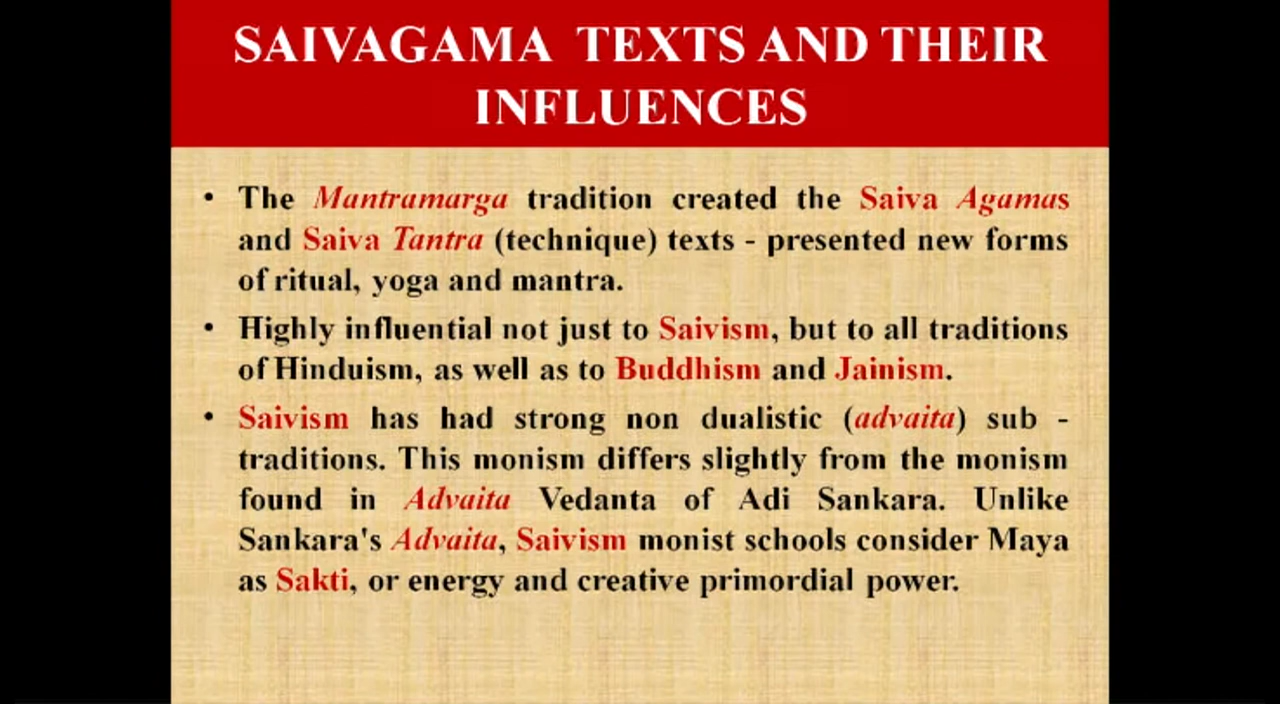 SAIVAGAMA TEXTS AND THEIR
INFLUENCES
• The Mantramarga tradition created the Saiva Agamas
and Saiva Tantra (technique) texts - presented new forms
of ritual, yoga and mantra.
• Highly influential not just to Saivism, but to all traditions
of Hinduism, as well as to Buddhism and Jainism.
• Saivism has had strong non dualistic (advaita) sub -
traditions. This monism differs slightly from the monism
found in Advaita Vedanta of Adi Sankara. Unlike
Sankara's Advaita, Saivism monist schools consider Maya
as Sakti, or energy and creative primordial power.